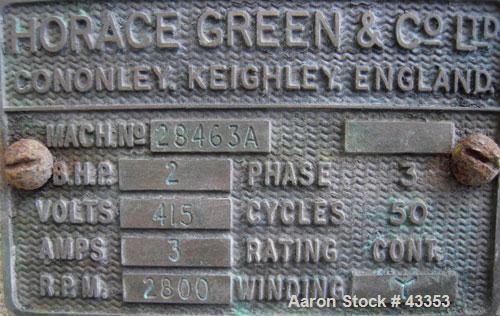 HORACE GREEN & Co LTD
CONONLEY, KEIGHLEY, ENGLAND.
MACH. No 28463A
B.H.P. 2 PHASE 3
VOLTS 415 CYCLES 50
AMPS 3 RATING CONT.
R.P.M. 2800 WINDING Y
Aaron Stock # 43353